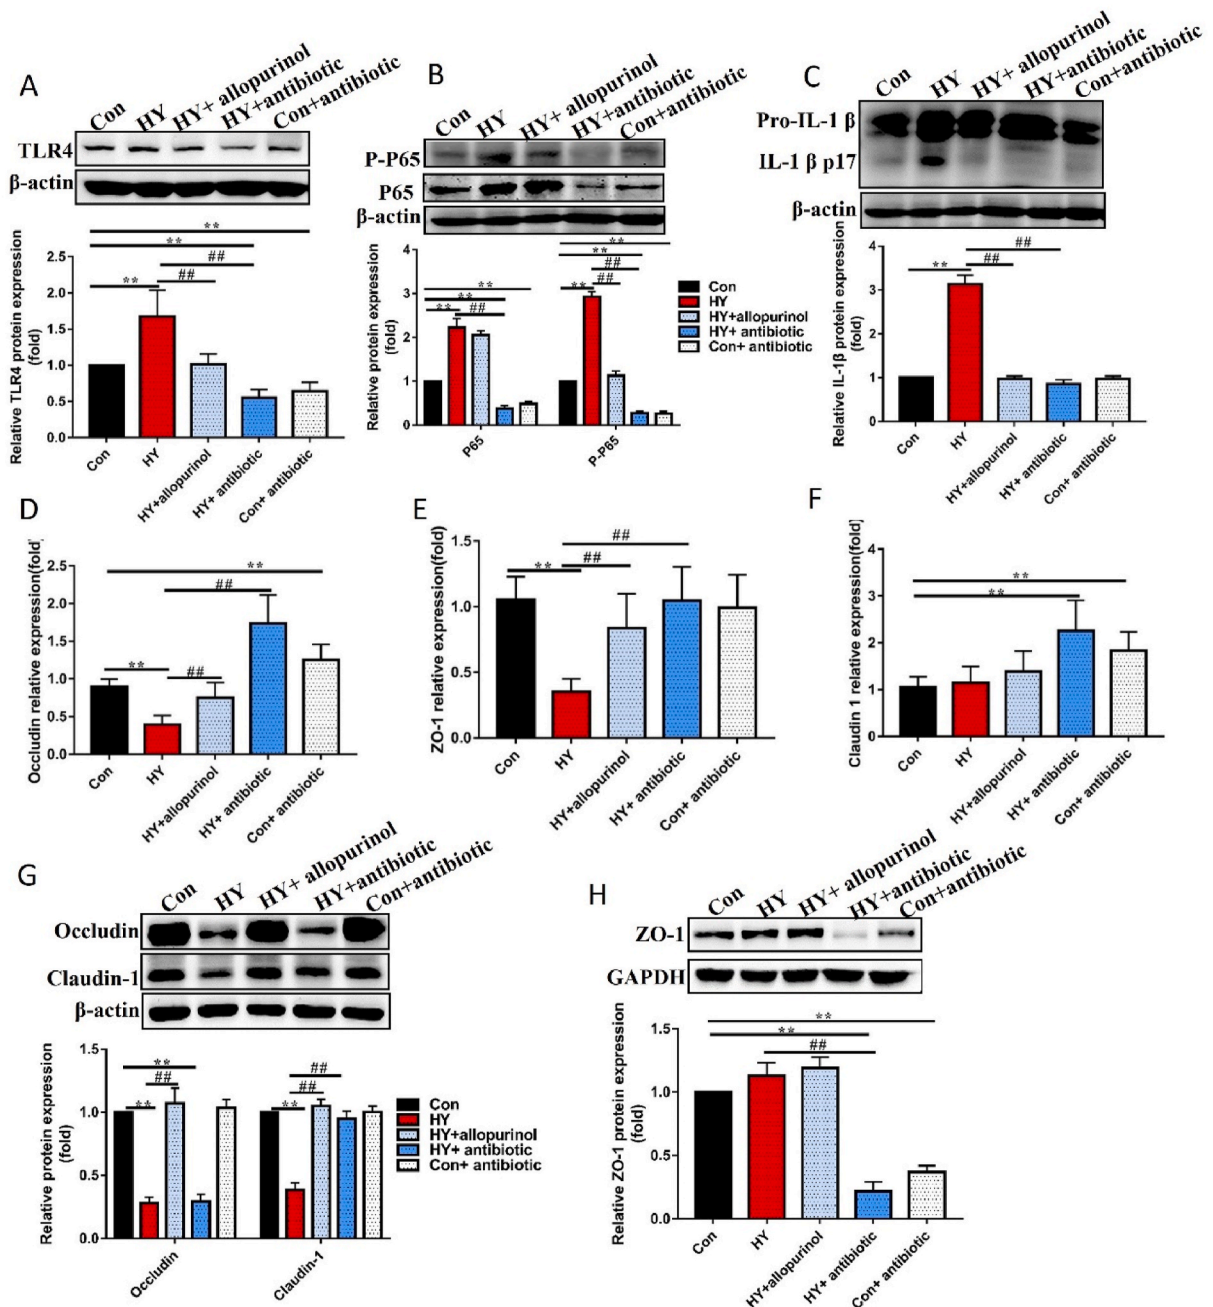 A
Con
HY
HY+ allopurinol
HY+antibiotic
Con+antibiotic
TLR4
β-actin
Relative TLR4 protein expression
(fold)
2.5
2.0
1.5
1.0
0.5
0.0
**
**
##
**
##
Con
HY
HY+allopurinol
HY+ antibiotic
Con+ antibiotic
B
Con
HY
HY+ allopurinol
HY+antibiotic
Con+antibiotic
P-P65
P65
β-actin
Relative protein expression
(fold)
4
3
2
1
0
**
**
**
##
**
**
##
**
##
P65
P-P65
Con
HY
HY+allopurinol
HY+ antibiotic
Con+ antibiotic
C
Con
HY
HY+ allopurinol
HY+antibiotic
Con+antibiotic
Pro-IL-1 β
IL-1 β p17
β-actin
Relative IL-1β protein expression
(fold)
4
3
2
1
0
##
**
##
Con
HY
HY+allopurinol
HY+ antibiotic
Con+ antibiotic
D
Occludin relative expression(fold)
2.5
2.0
1.5
1.0
0.5
0.0
**
##
**
##
Con
HY
HY+allopurinol
HY+ antibiotic
Con+ antibiotic
E
ZO-1 relative expression(fold)
1.5
1.0
0.5
0.0
##
**
##
Con
HY
HY+allopurinol
HY+ antibiotic
Con+ antibiotic
F
Claudin 1 relative expression(fold)
4
3
2
1
0
**
**
Con
HY
HY+allopurinol
HY+ antibiotic
Con+ antibiotic
G
Con
HY
HY+ allopurinol
HY+antibiotic
Con+antibiotic
Occludin
Claudin-1
β-actin
Relative protein expression
(fold)
1.5
1.0
0.5
0.0
**
##
**
##
##
**
Occludin
Claudin-1
Con
HY
HY+allopurinol
HY+ antibiotic
Con+ antibiotic
H
Con
HY
HY+ allopurinol
HY+antibiotic
Con+antibiotic
ZO-1
GAPDH
Relative ZO-1 protein expression
(fold)
1.5
1.0
0.5
0.0
**
**
##
Con
HY
HY+allopurinol
HY+ antibiotic
Con+ antibiotic